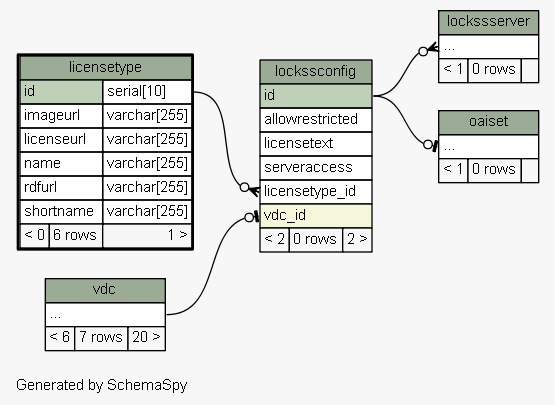 licensetype
id serial[10]
imageurl varchar[255]
licenseurl varchar[255]
name varchar[255]
rdfurl varchar[255]
shortname varchar[255]
< 0 6 rows 1 >
lockssconfig
id
allowrestricted
licensetext
serveraccess
licensetype_id
vdc_id
< 2 0 rows 2 >
lockssserver
...
< 1 0 rows
oaiset
...
< 1 0 rows
vdc
...
< 6 7 rows 20 >
Generated by SchemaSpy